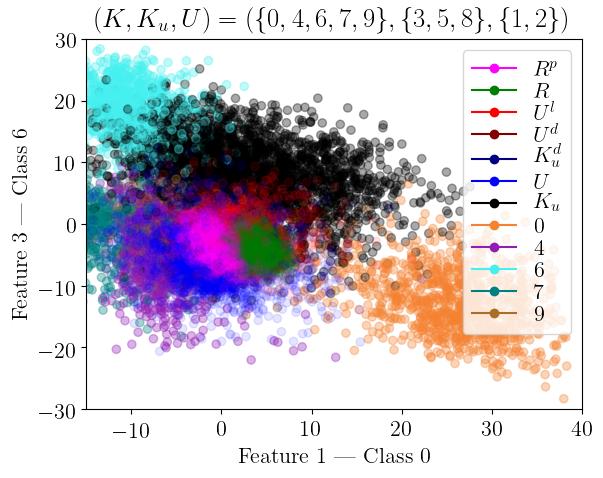 (K, K_u, U) = ({0, 4, 6, 7, 9}, {3, 5, 8}, {1, 2})
30
20
10
0
−10
−20
−30
Feature 3 — Class 6
−10
0
10
20
30
40
Feature 1 — Class 0
R^p
R
U^l
U^d
K_u^d
U
K_u
0
4
6
7
9